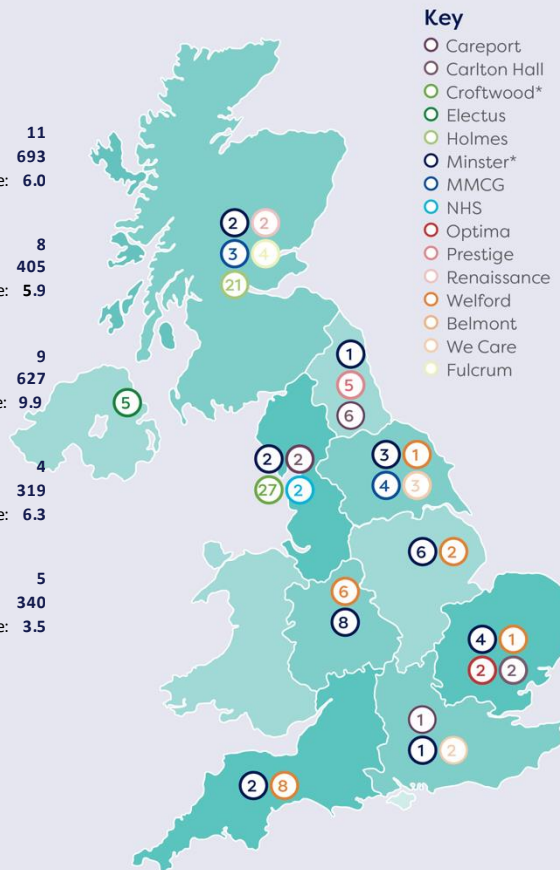 Key
Careport
Carlton Hall
Croftwood*
Electus
Holmes
Minster*
MMCG
NHS
Optima
Prestige
Renaissance
Welford
Belmont
We Care
Fulcrum
11
693
e: 6.0
8
405
e: 5.9
9
627
e: 9.9
4
319
e: 6.3
5
340
e: 3.5
2 2
3 4
21
1
5
6
5
2 2
27 2
3 1
4 3
6 2
6
8
4 1
2 2
1
1 2
2 8